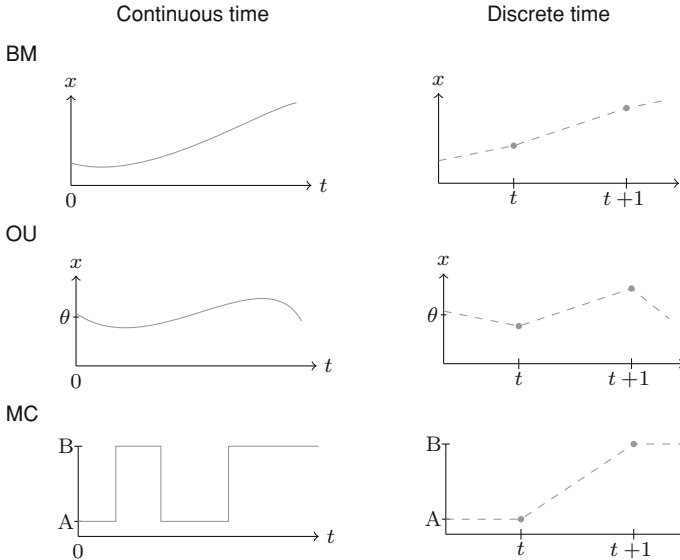 Continuous time
Discrete time
BM
x
x
0
t
t
t+1
OU
x
x
θ
θ
0
t
t
t+1
MC
B
B
A
A
0
t
t
t+1